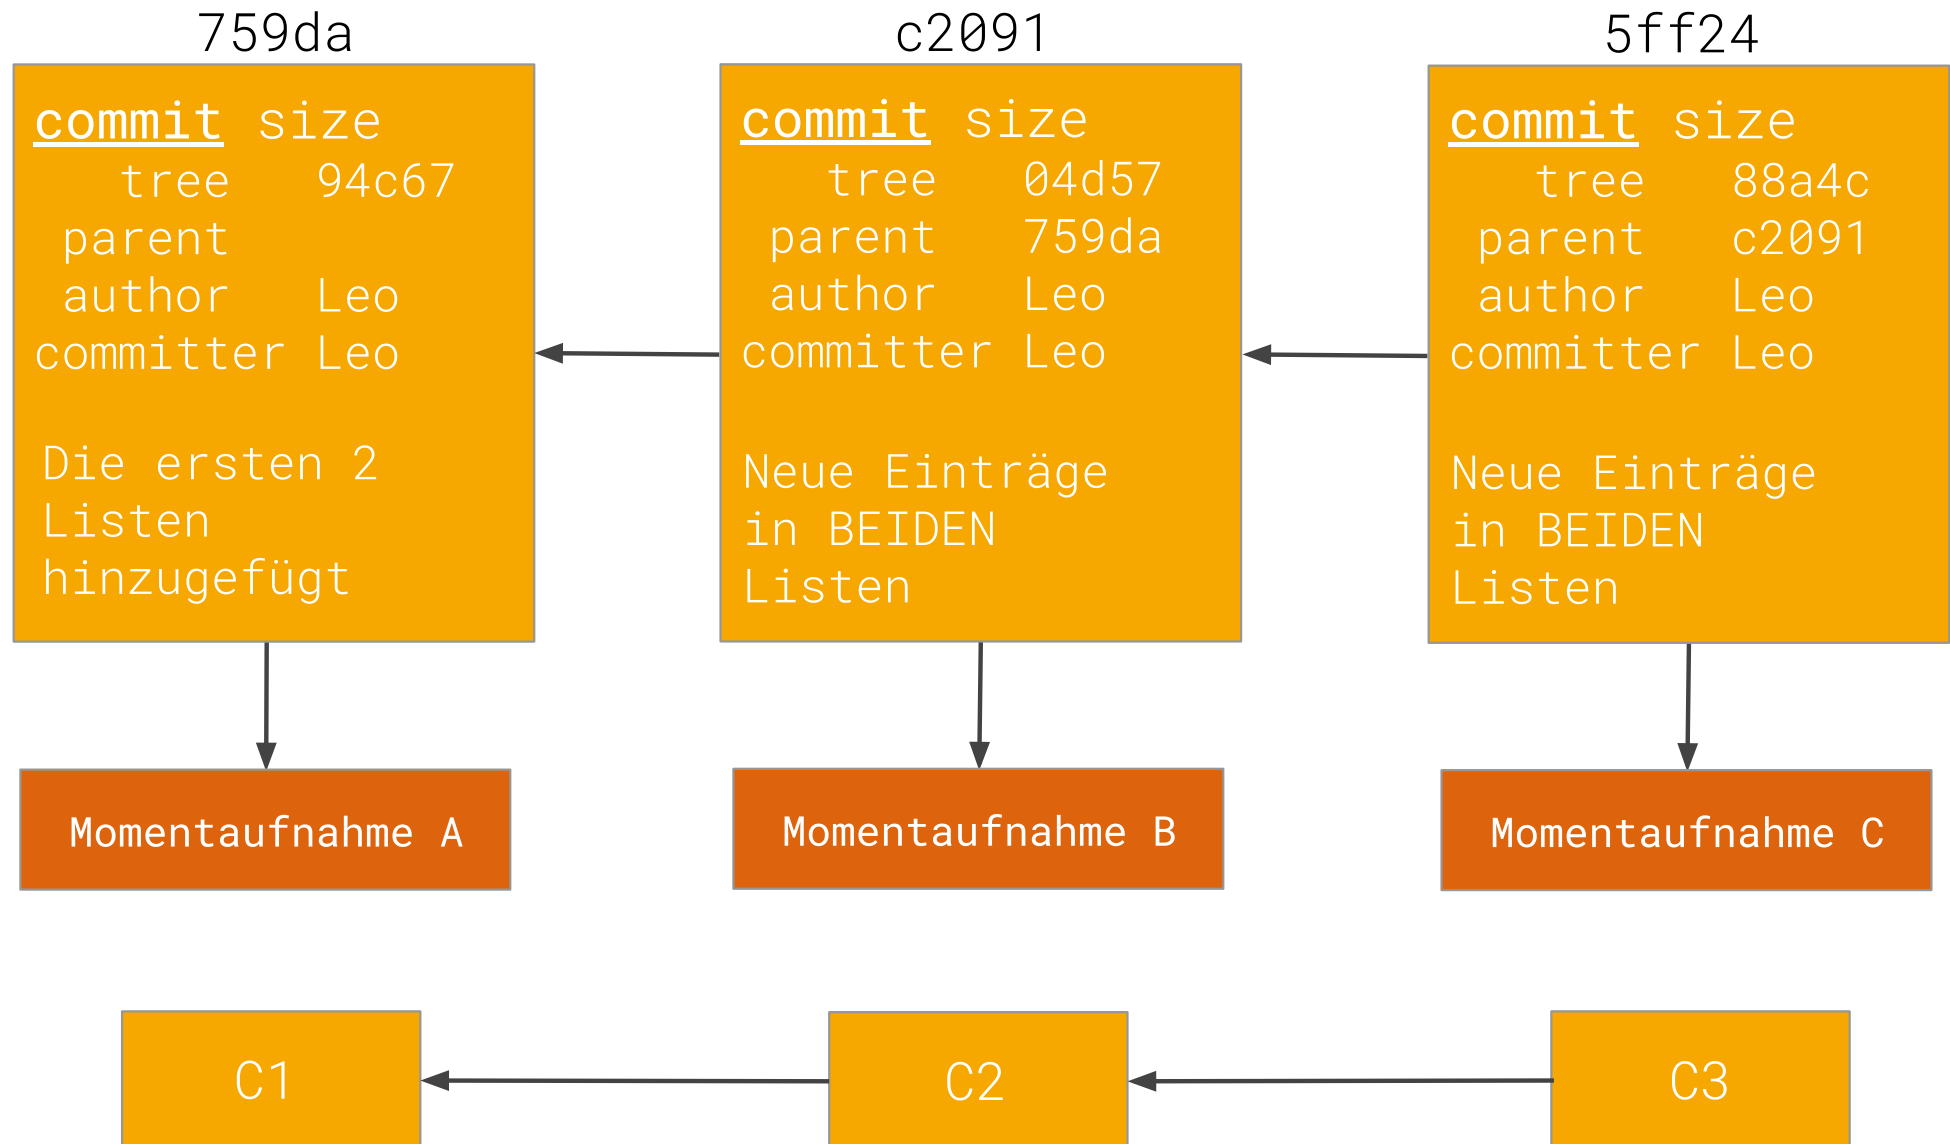 759da
commit size
tree 94c67
parent
author Leo
committer Leo
Die ersten 2
Listen
hinzugefügt
Momentaufnahme A
c2091
commit size
tree 04d57
parent 759da
author Leo
committer Leo
Neue Einträge
in BEIDEN
Listen
Momentaufnahme B
5ff24
commit size
tree 88a4c
parent c2091
author Leo
committer Leo
Neue Einträge
in BEIDEN
Listen
Momentaufnahme C
C1
C2
C3